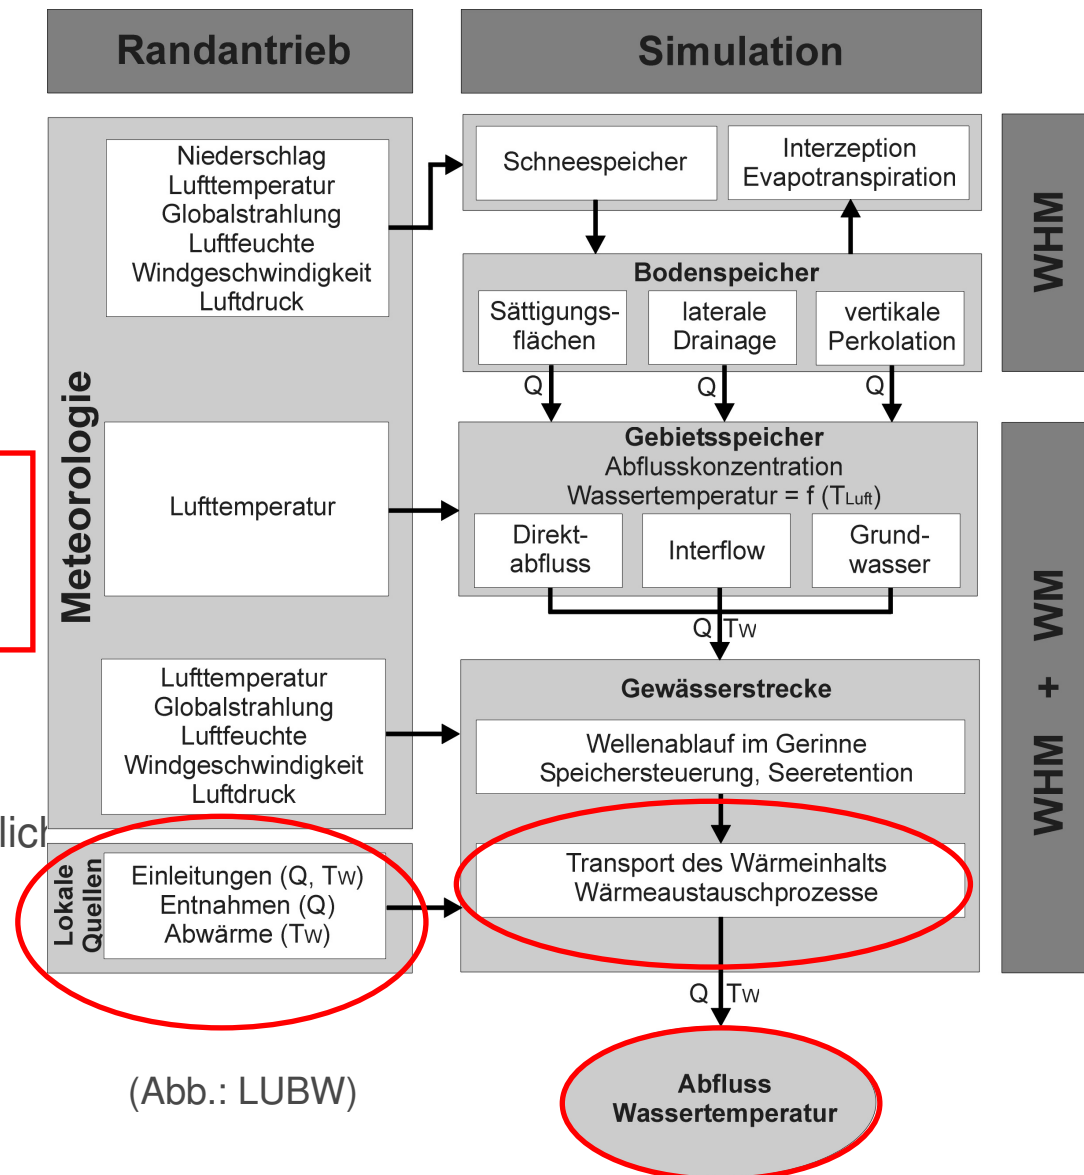 Randantrieb
Simulation
Meteorologie
Niederschlag
Lufttemperatur
Globalstrahlung
Luftfeuchte
Windgeschwindigkeit
Luftdruck
Schneespeicher
Interzeption
Evapotranspiration
WHM
Bodenspeicher
Sättigungs-
flächen
laterale
Drainage
vertikale
Perkolation
Q
Q
Q
Lufttemperatur
Gebietsspeicher
Abflusskonzentration
Wassertemperatur = f (TLuft)
Direkt-
abfluss
Interflow
Grund-
wasser
Q TW
WHM + WM
Lufttemperatur
Globalstrahlung
Luftfeuchte
Windgeschwindigkeit
Luftdruck
Gewässerstrecke
Wellenablauf im Gerinne
Speichersteuerung, Seeretention
Lokale
Quellen
Einleitungen (Q, TW)
Entnahmen (Q)
Abwärme (TW)
Transport des Wärmeinhalts
Wärmeaustauschprozesse
Q TW
Abfluss
Wassertemperatur
(Abb.: LUBW)